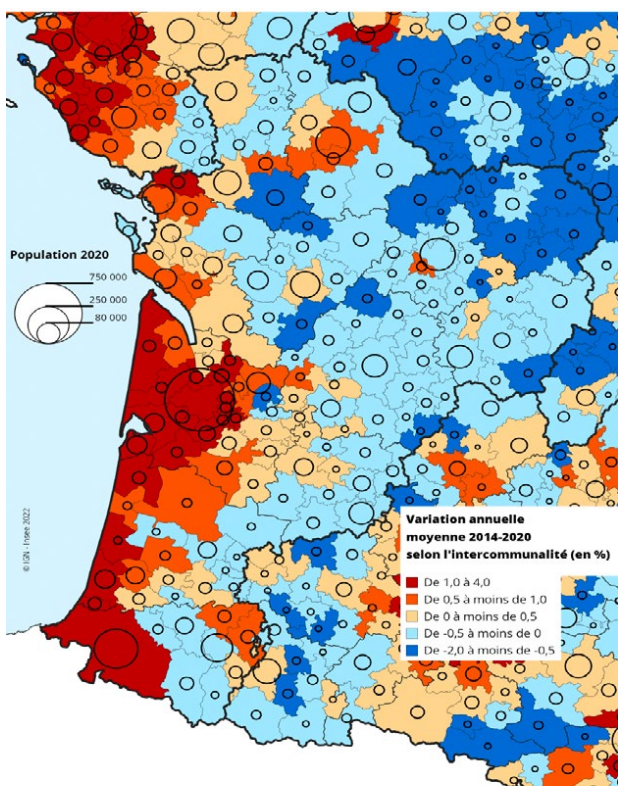 Population 2020
750 000
250 000
80 000
© IGN - Insee 2022
Variation annuelle
moyenne 2014-2020
selon l'intercommunalité (en %)
De 1,0 à 4,0
De 0,5 à moins de 1,0
De 0 à moins de 0,5
De -0,5 à moins de 0
De -2,0 à moins de -0,5